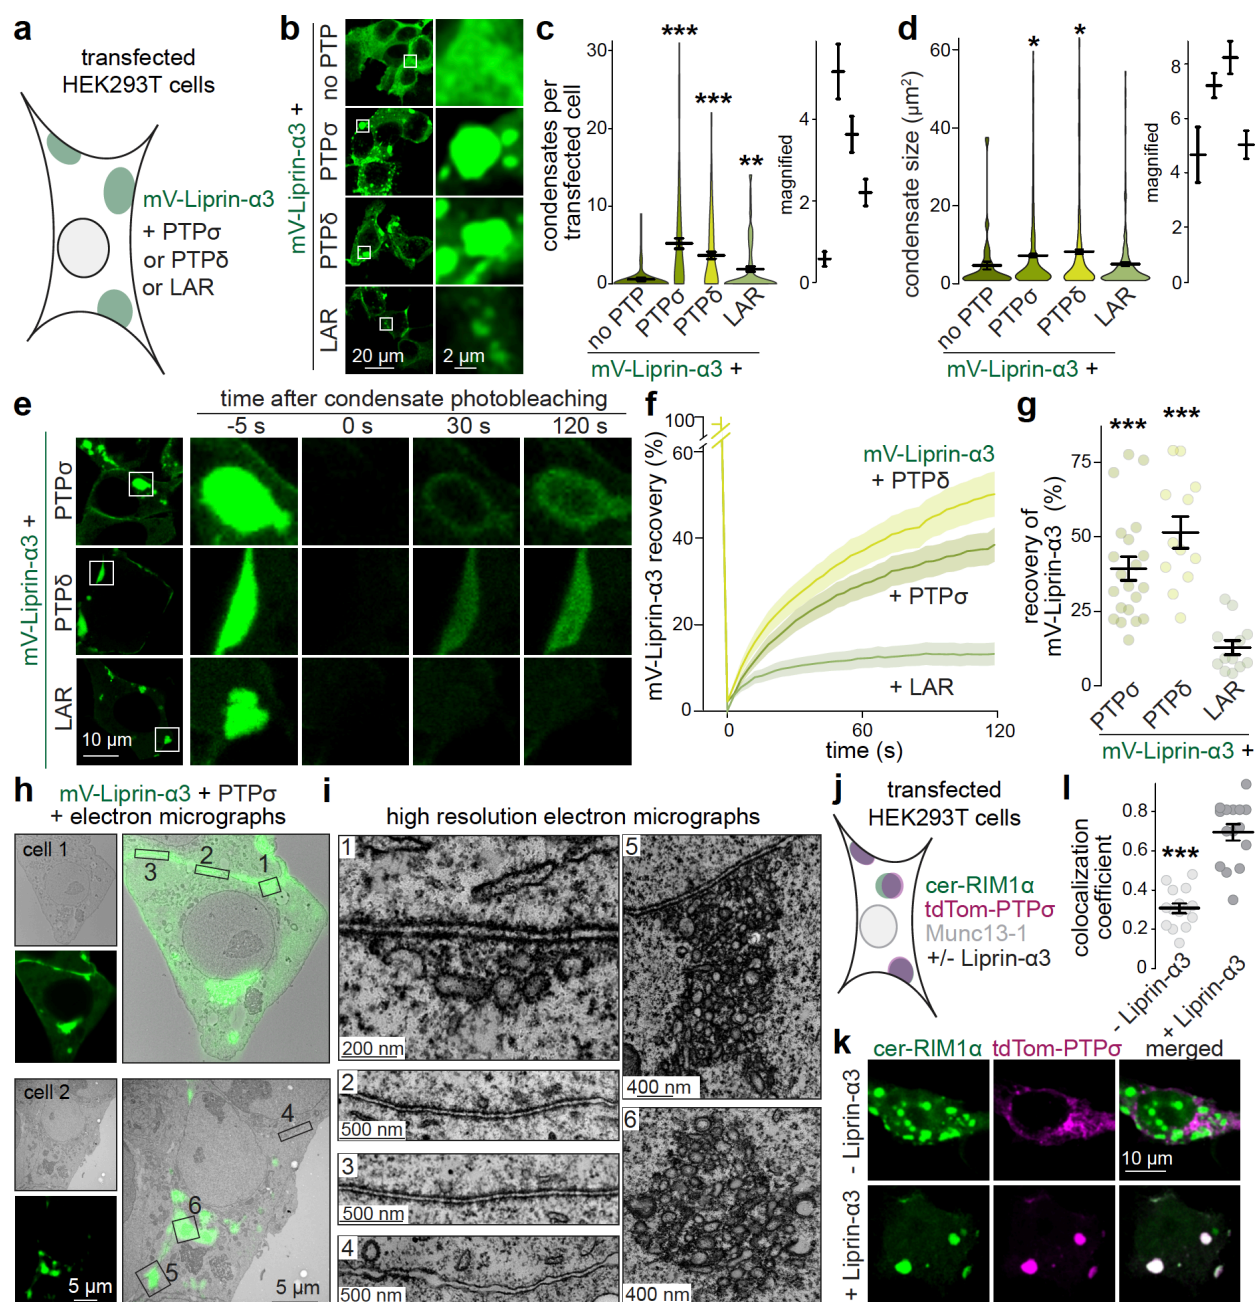 a
transfected
HEK293T cells
mV-Liprin-α3
+ PTPσ
or PTPδ
or LAR
b
mV-Liprin-α3 +
no PTP
PTPσ
PTPδ
LAR
20 µm
2 µm
c
condensates per
transfected cell
30
20
10
0
no PTP
PTPσ
PTPδ
LAR
***
***
**
mV-Liprin-α3 +
magnified
4
2
0
d
condensate size (µm²)
60
40
20
0
no PTP
PTPσ
PTPδ
LAR
*
*
mV-Liprin-α3 +
magnified
8
6
4
2
0
e
time after condensate photobleaching
-5 s
0 s
30 s
120 s
mV-Liprin-α3 +
PTPσ
PTPδ
LAR
10 µm
f
mV-Liprin-α3 recovery (%)
100
60
40
20
0
mV-Liprin-α3
+ PTPδ
+ PTPσ
+ LAR
0
60
120
time (s)
g
recovery of
mV-Liprin-α3 (%)
75
50
25
0
***
***
PTPσ
PTPδ
LAR
mV-Liprin-α3 +
h
mV-Liprin-α3 + PTPσ
+ electron micrographs
cell 1
3
2
1
cell 2
4
6
5
5 µm
5 µm
i
high resolution electron micrographs
1
200 nm
2
500 nm
3
500 nm
4
500 nm
5
400 nm
6
400 nm
j
transfected
HEK293T cells
cer-RIM1α
tdTom-PTPσ
Munc13-1
+/- Liprin-α3
l
colocalization
coefficient
0.8
0.6
0.4
0.2
0
***
- Liprin-α3
+ Liprin-α3
k
cer-RIM1α
tdTom-PTPσ
merged
- Liprin-α3
+ Liprin-α3
10 µm